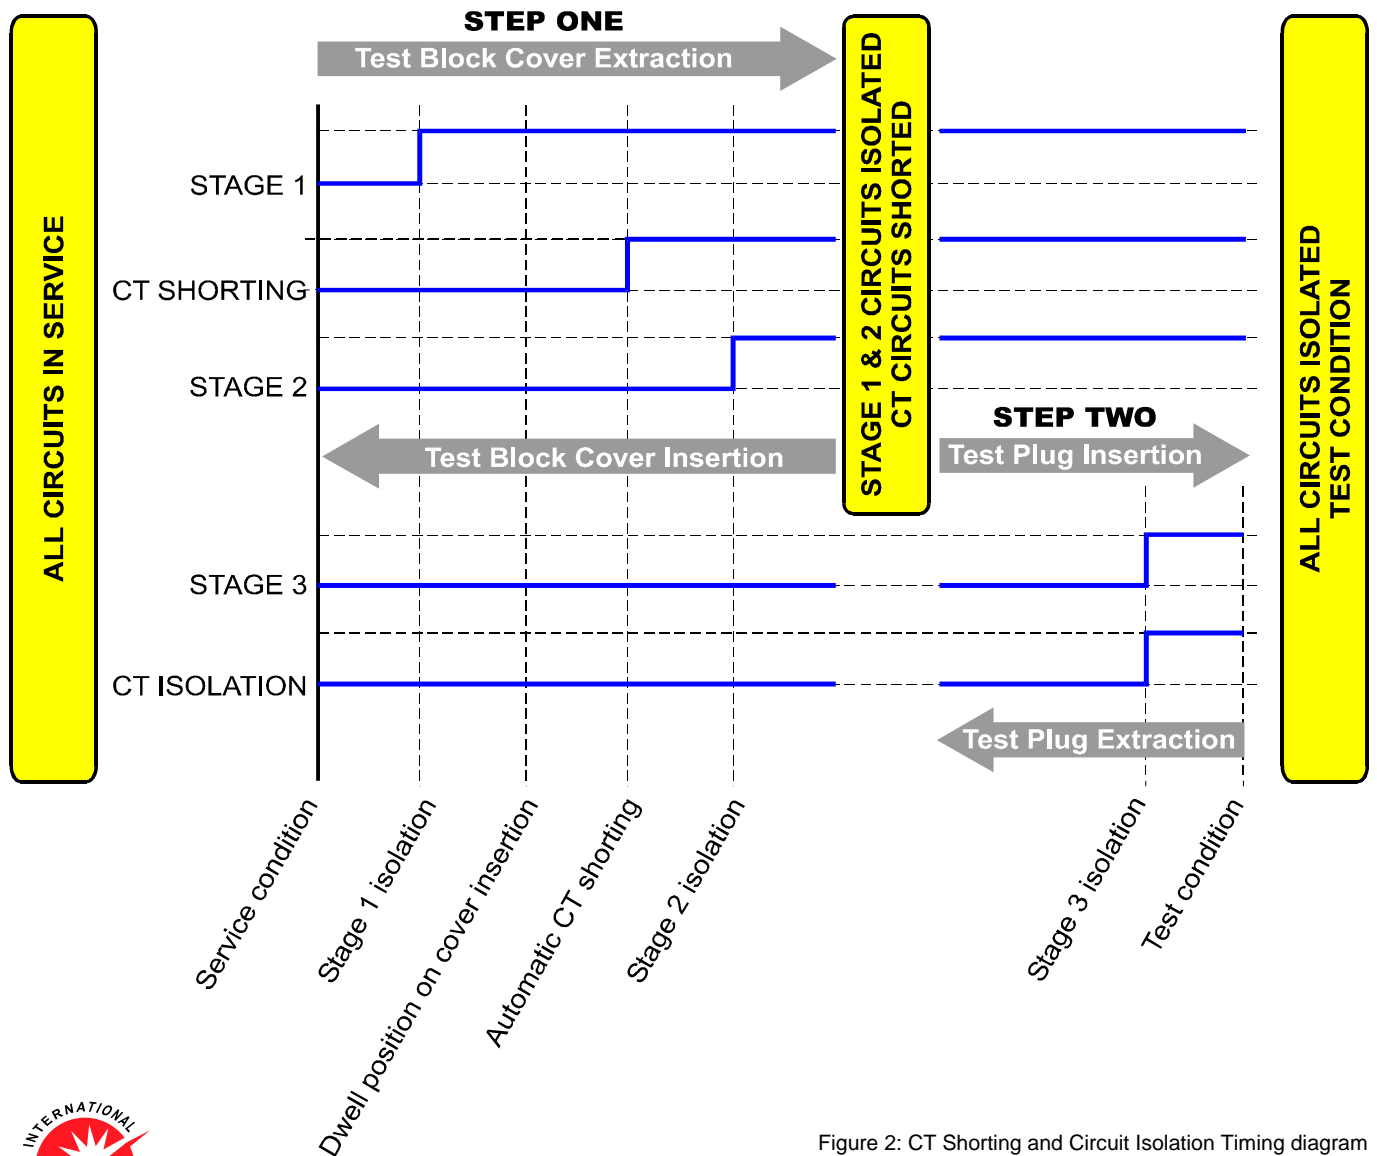 STEP ONE
Test Block Cover Extraction
ALL CIRCUITS IN SERVICE
STAGE 1 & 2 CIRCUITS ISOLATED
CT CIRCUITS SHORTED
ALL CIRCUITS ISOLATED
TEST CONDITION
STAGE 1
CT SHORTING
STAGE 2
STEP TWO
Test Block Cover Insertion
Test Plug Insertion
STAGE 3
CT ISOLATION
Test Plug Extraction
Service condition
Stage 1 isolation
Dwell position on cover insertion
Automatic CT shorting
Stage 2 isolation
Stage 3 isolation
Test condition
INTERNATIONAL
Figure 2: CT Shorting and Circuit Isolation Timing diagram